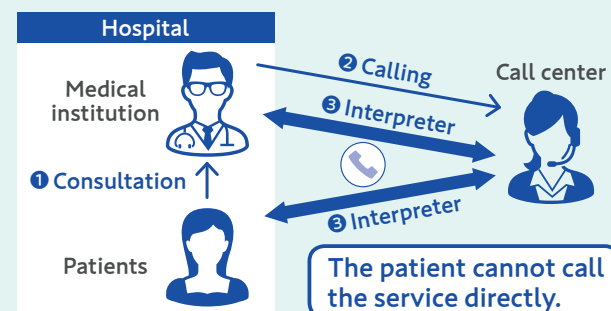 Hospital
Medical
institution
❶ Consultation
Patients
❷ Calling
❸ Interpreter
❸ Interpreter
Call center
The patient cannot call
the service directly.